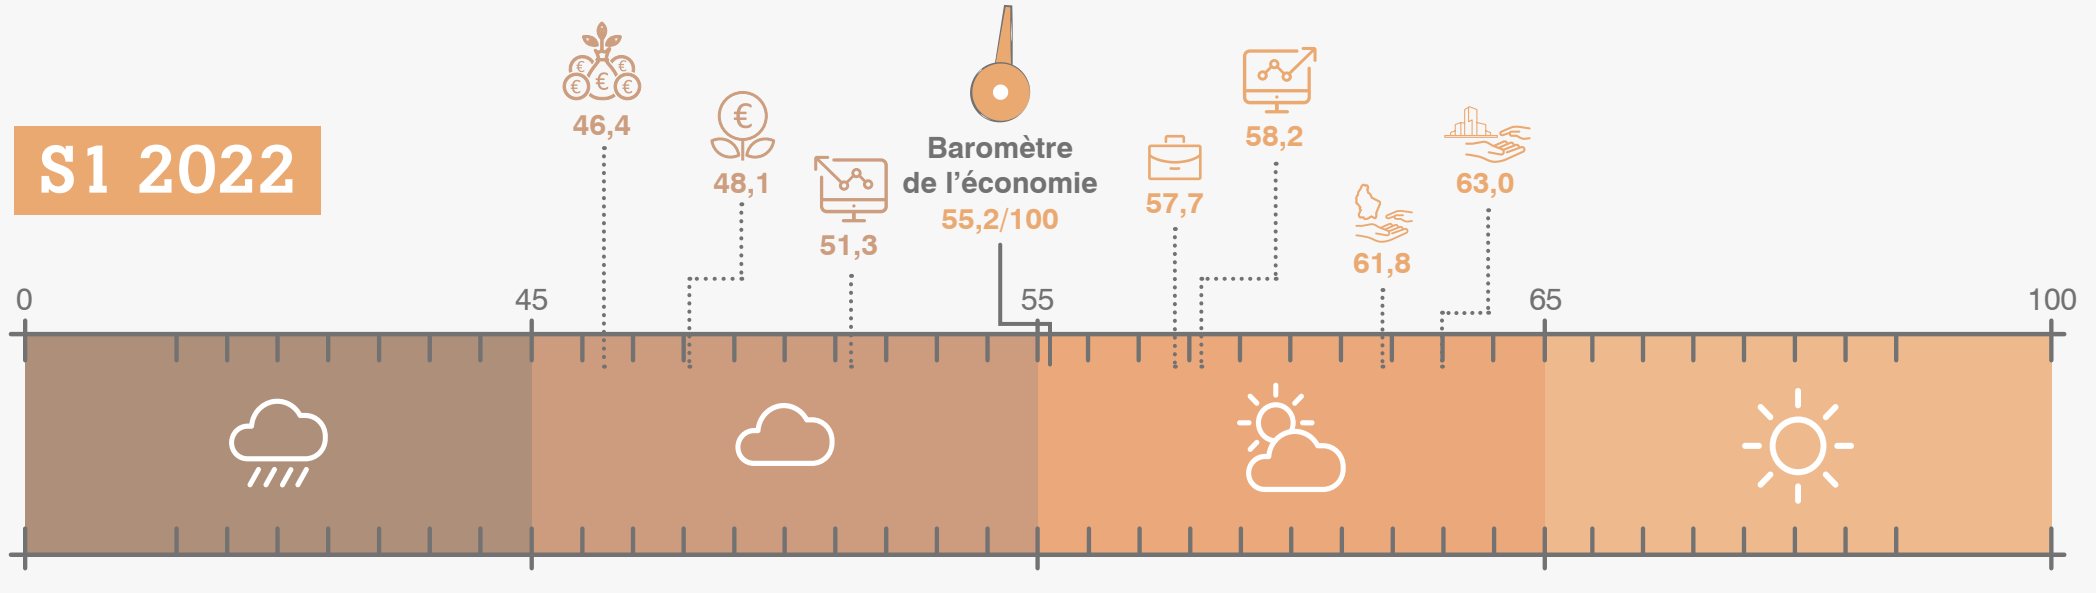 S1 2022
€ € € € €
46,4
€
48,1
51,3
Baromètre
de l’économie
55,2/100
57,7
58,2
61,8
63,0
0 45 55 65 100